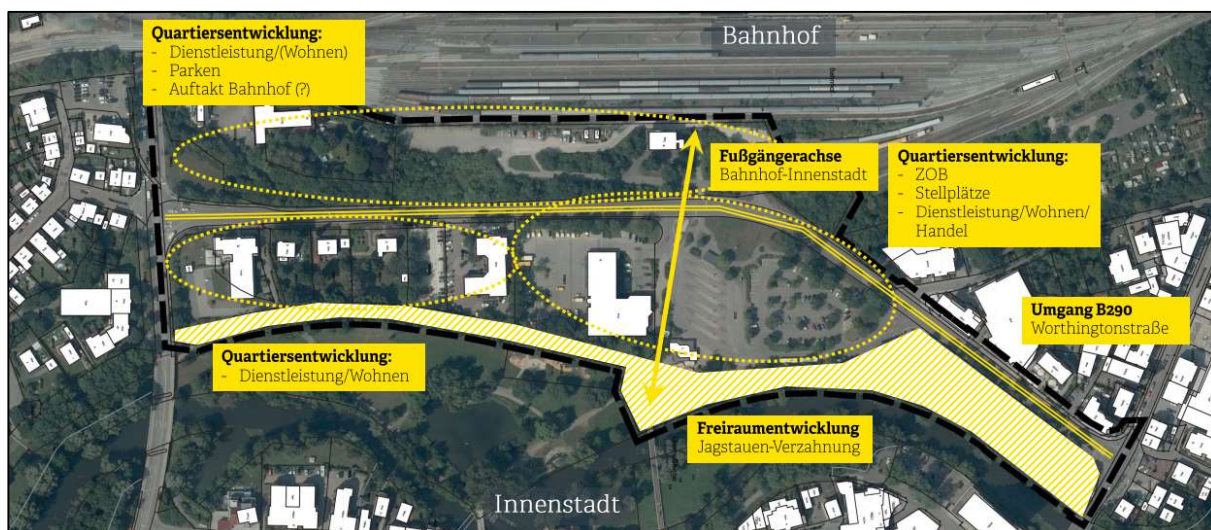 Quartiersentwicklung:
- Dienstleistung/(Wohnen)
- Parken
- Auftakt Bahnhof (?)
Bahnhof
Bahnhof
Fußgängerachse
Bahnhof-Innenstadt
Quartiersentwicklung:
- ZOB
- Stellplätze
- Dienstleistung/Wohnen/
Handel
Umgang B290
Worthingtonstraße
Quartiersentwicklung:
- Dienstleistung/Wohnen
Freiraumentwicklung
Jagstauen-Verzahnung
Innenstadt